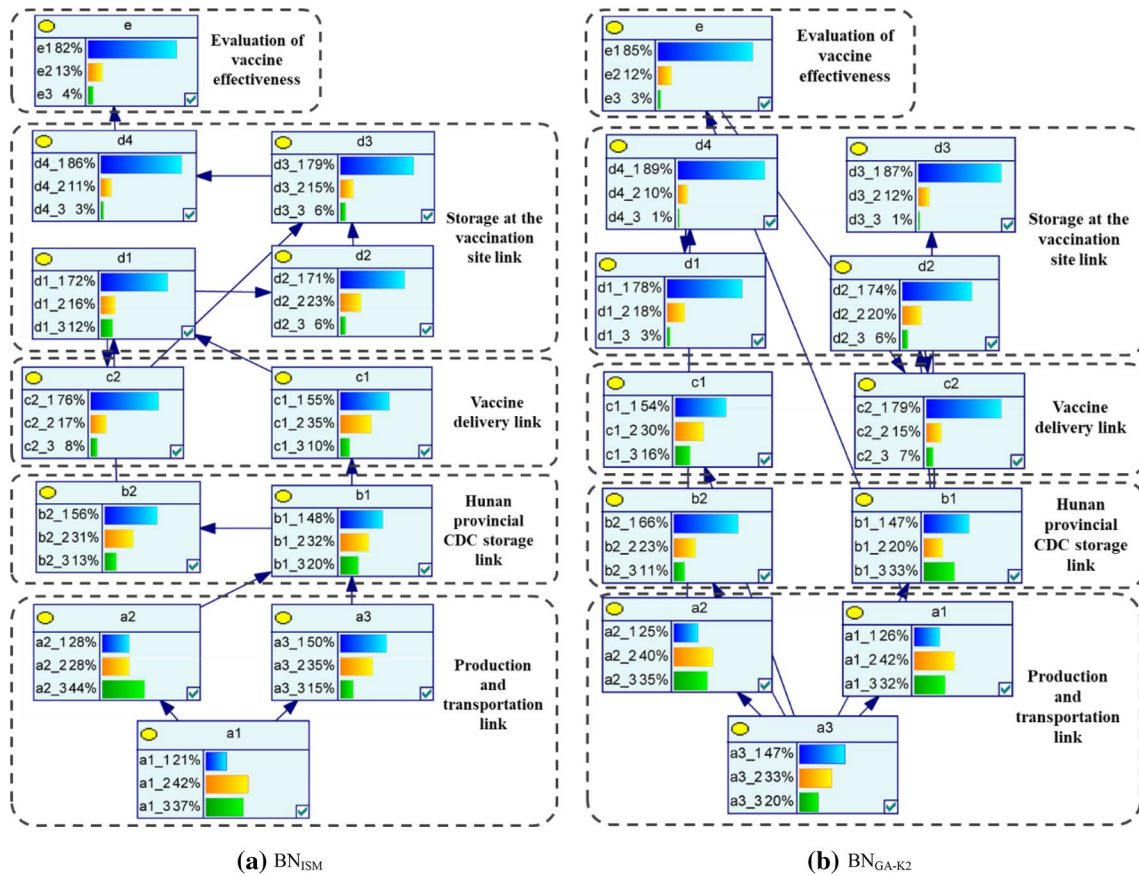 e
e1 82%
e2 13%
e3 4%
Evaluation of
vaccine
effectiveness
d4
d4_1 86%
d4_2 11%
d4_3 3%
d3
d3_1 79%
d3_2 15%
d3_3 6%
d1
d1_1 72%
d1_2 16%
d1_3 12%
d2
d2_1 71%
d2_2 23%
d2_3 6%
Storage at the
vaccination
site link
c2
c2_1 76%
c2_2 17%
c2_3 8%
c1
c1_1 55%
c1_2 35%
c1_3 10%
Vaccine
delivery link
b2
b2_1 56%
b2_2 31%
b2_3 13%
b1
b1_1 48%
b1_2 32%
b1_3 20%
Hunan
provincial
CDC storage
link
a2
a2_1 28%
a2_2 28%
a2_3 44%
a3
a3_1 50%
a3_2 35%
a3_3 15%
Production
and
transportation
link
a1
a1_1 21%
a1_2 42%
a1_3 37%
(a) BN_ISM
e
e1 85%
e2 12%
e3 3%
Evaluation of
vaccine
effectiveness
d4
d4_1 89%
d4_2 10%
d4_3 1%
d3
d3_1 87%
d3_2 12%
d3_3 1%
d1
d1_1 78%
d1_2 18%
d1_3 3%
d2
d2_1 74%
d2_2 20%
d2_3 6%
Storage at the
vaccination
site link
c1
c1_1 54%
c1_2 30%
c1_3 16%
c2
c2_1 79%
c2_2 15%
c2_3 7%
Vaccine
delivery link
b2
b2_1 66%
b2_2 23%
b2_3 11%
b1
b1_1 47%
b1_2 20%
b1_3 33%
Hunan
provincial
CDC storage
link
a2
a2_1 25%
a2_2 40%
a2_3 35%
a1
a1_1 26%
a1_2 42%
a1_3 32%
Production
and
transportation
link
a3
a3_1 47%
a3_2 33%
a3_3 20%
(b) BN_GA-K2